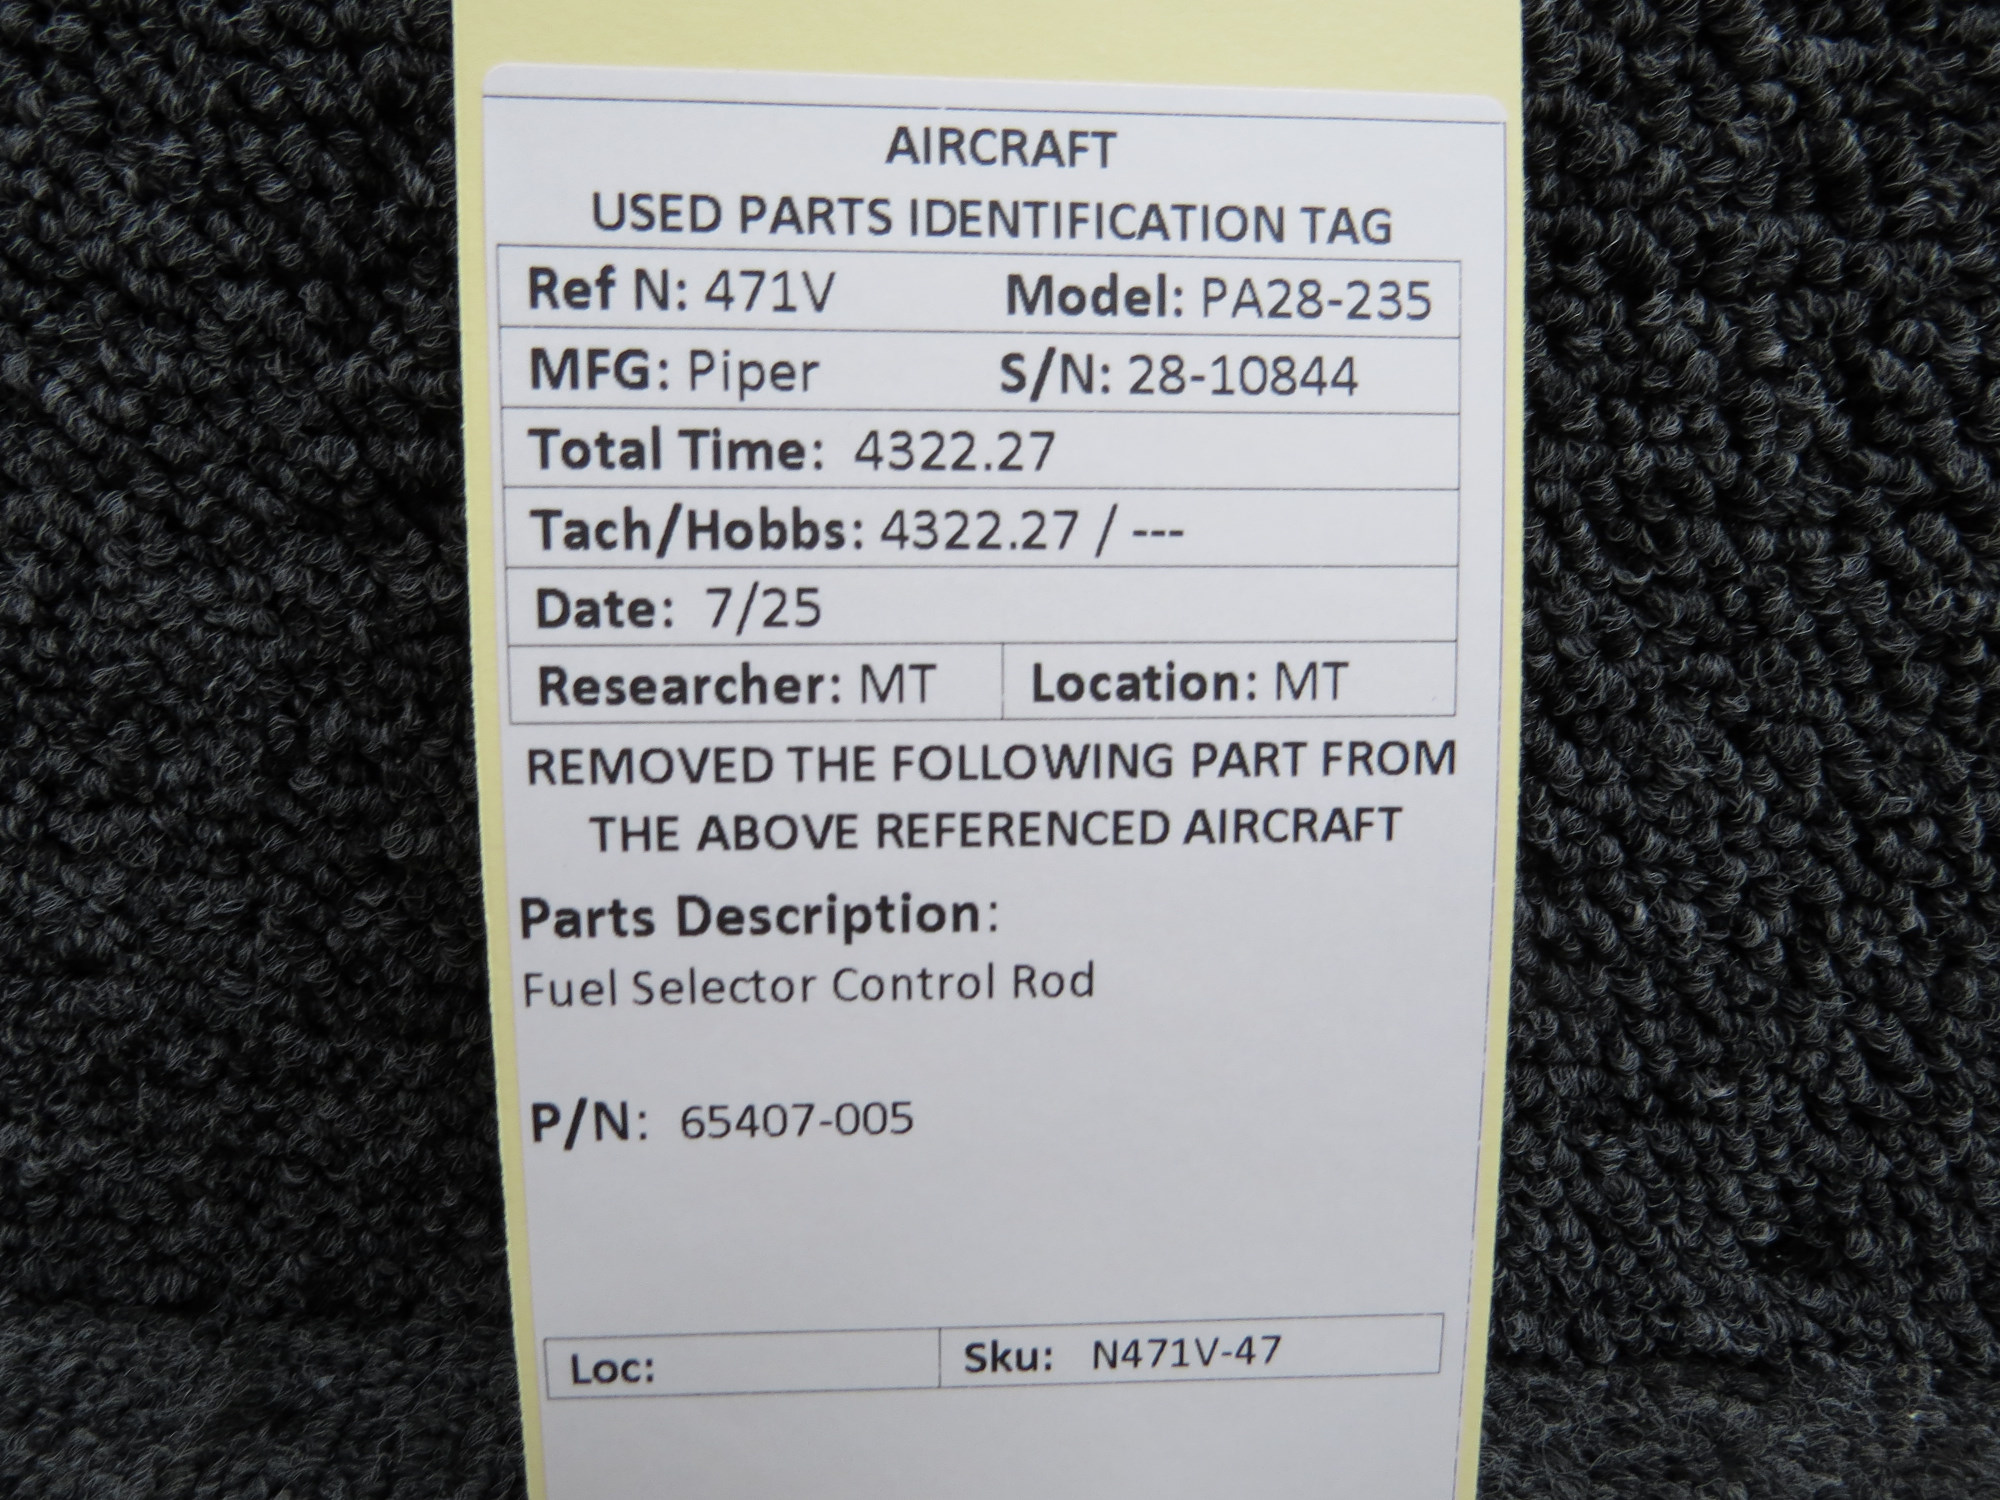 AIRCRAFT
USED PARTS IDENTIFICATION TAG
Ref N: 471V Model: PA28-235
MFG: Piper S/N: 28-10844
Total Time: 4322.27
Tach/Hobbs: 4322.27 / ---
Date: 7/25
Researcher: MT Location: MT
REMOVED THE FOLLOWING PART FROM
THE ABOVE REFERENCED AIRCRAFT
Parts Description:
Fuel Selector Control Rod
P/N: 65407-005
Loc: Sku: N471V-47